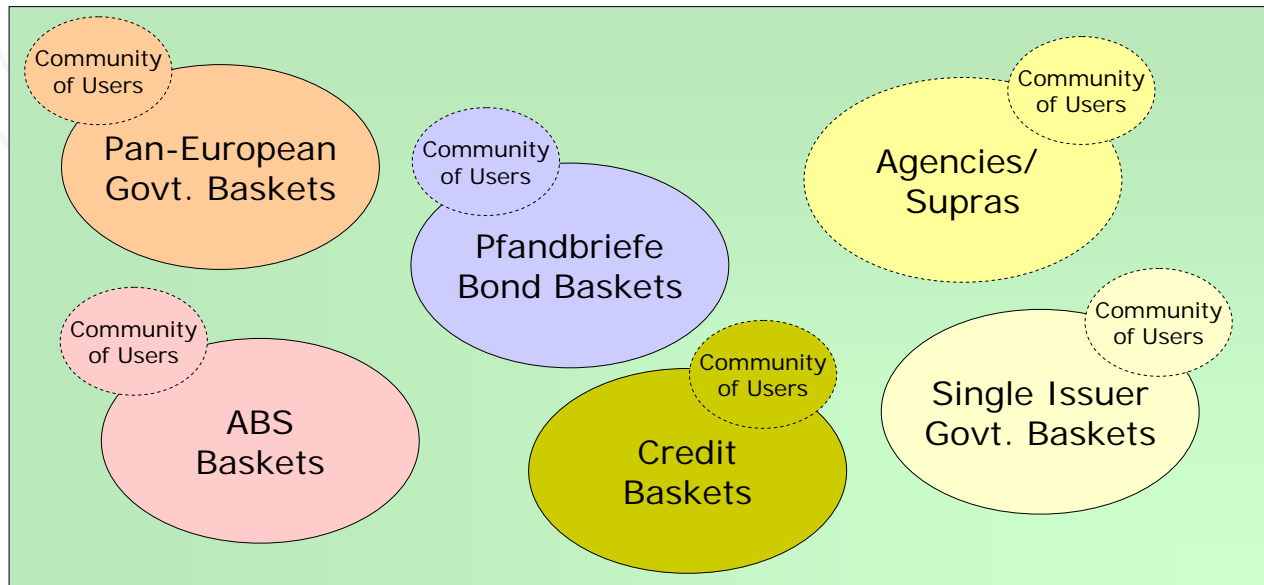 Community
of Users
Pan-European
Govt. Baskets
Community
of Users
Pfandbriefe
Bond Baskets
Community
of Users
Agencies/
Supras
Community
of Users
ABS
Baskets
Community
of Users
Credit
Baskets
Community
of Users
Single Issuer
Govt. Baskets